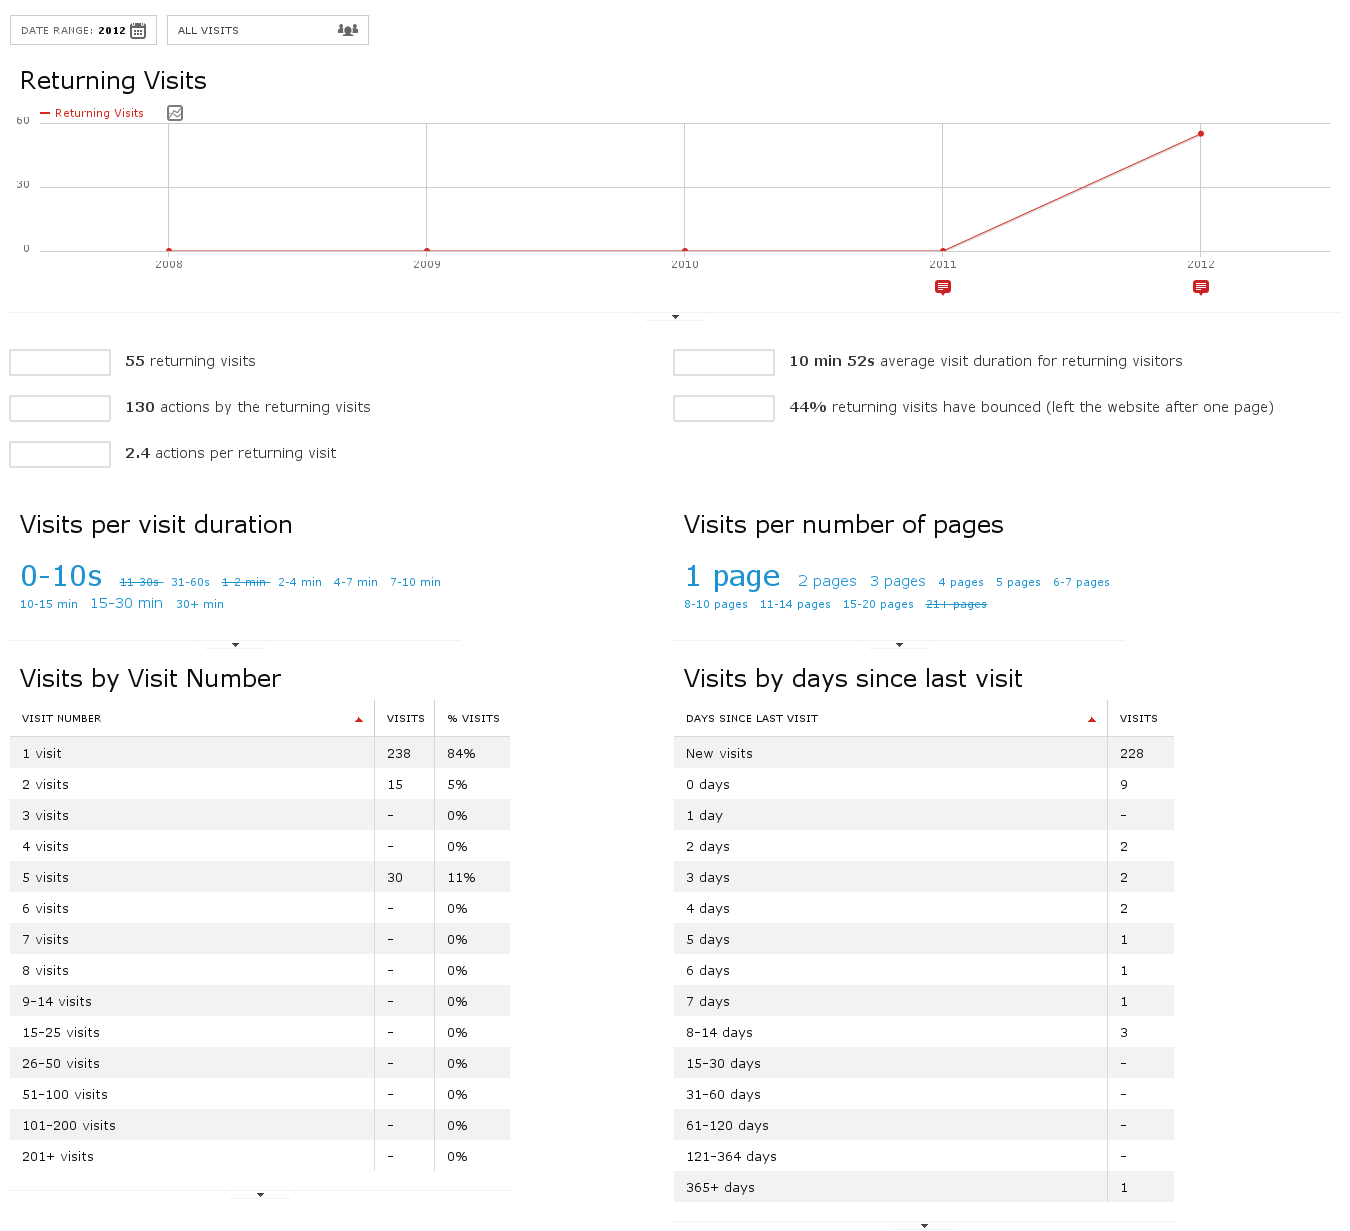 DATE RANGE: 2012 ALL VISITS
Returning Visits
Returning Visits
60
30
0
2008 2009 2010 2011 2012
55 returning visits
130 actions by the returning visits
2.4 actions per returning visit
10 min 52s average visit duration for returning visitors
44% returning visits have bounced (left the website after one page)
Visits per visit duration
0-10s 11-30s 31-60s 1-2 min 2-4 min 4-7 min 7-10 min
10-15 min 15-30 min 30+ min
Visits per number of pages
1 page 2 pages 3 pages 4 pages 5 pages 6-7 pages
8-10 pages 11-14 pages 15-20 pages 21+ pages
Visits by Visit Number
VISIT NUMBER VISITS % VISITS
1 visit 238 84%
2 visits 15 5%
3 visits - 0%
4 visits - 0%
5 visits 30 11%
6 visits - 0%
7 visits - 0%
8 visits - 0%
9-14 visits - 0%
15-25 visits - 0%
26-50 visits - 0%
51-100 visits - 0%
101-200 visits - 0%
201+ visits - 0%
Visits by days since last visit
DAYS SINCE LAST VISIT VISITS
New visits 228
0 days 9
1 day -
2 days 2
3 days 2
4 days 2
5 days 1
6 days 1
7 days 1
8-14 days 3
15-30 days -
31-60 days -
61-120 days -
121-364 days -
365+ days 1